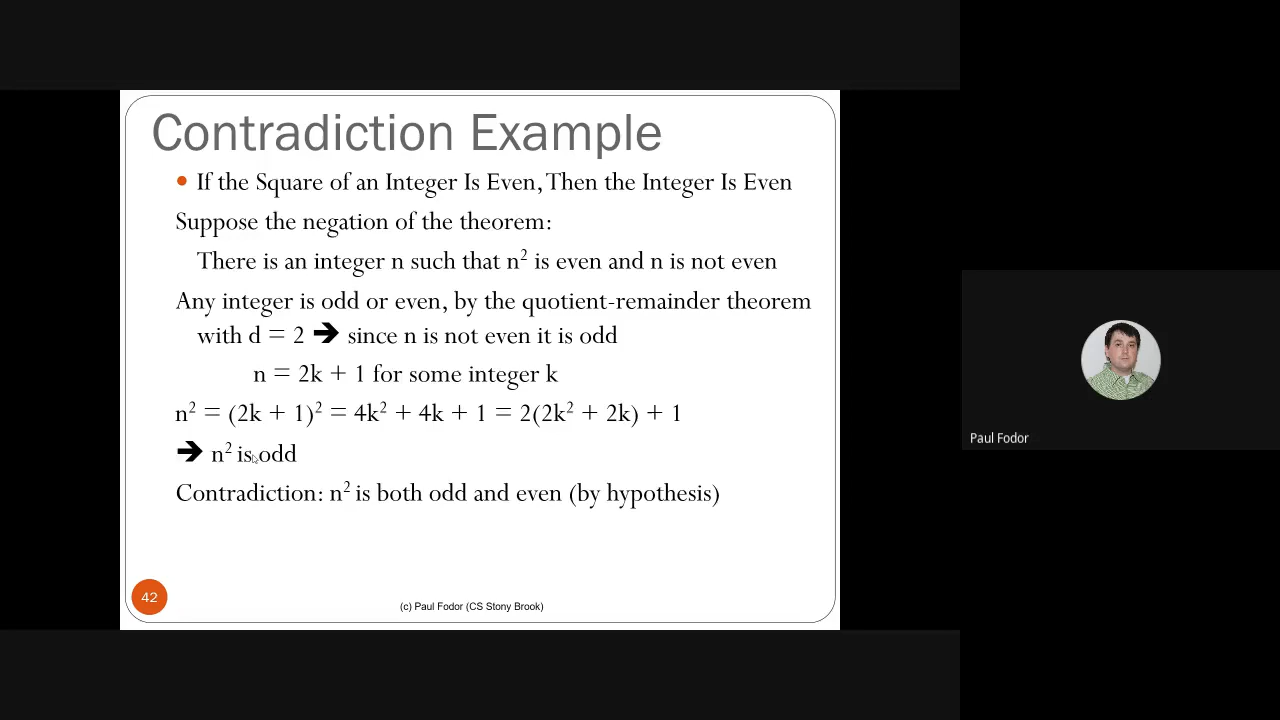 Contradiction Example
• If the Square of an Integer Is Even, Then the Integer Is Even
Suppose the negation of the theorem:
There is an integer n such that n² is even and n is not even
Any integer is odd or even, by the quotient-remainder theorem
with d = 2 ➔ since n is not even it is odd
n = 2k + 1 for some integer k
n² = (2k + 1)² = 4k² + 4k + 1 = 2(2k² + 2k) + 1
➔ n² is odd
Contradiction: n² is both odd and even (by hypothesis)
42
(c) Paul Fodor (CS Stony Brook)
Paul Fodor